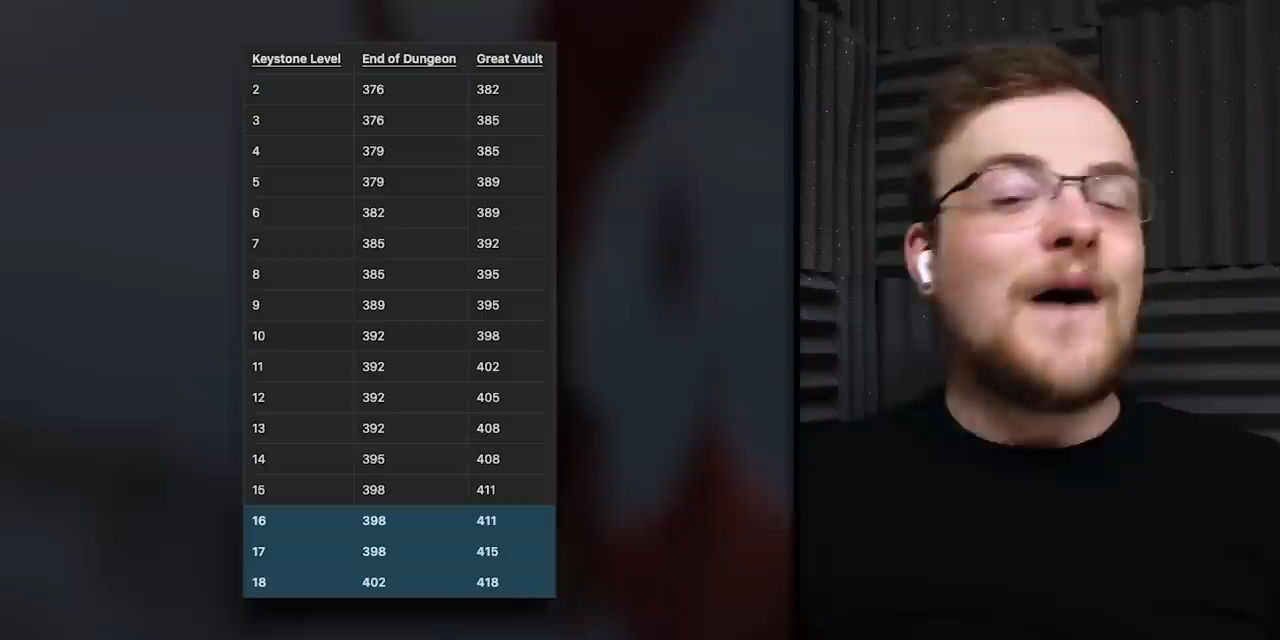 Keystone Level End of Dungeon Great Vault
2 376 382
3 376 385
4 379 385
5 379 389
6 382 389
7 385 392
8 385 395
9 389 395
10 392 398
11 392 402
12 392 405
13 392 408
14 395 408
15 398 411
16 398 411
17 398 415
18 402 418